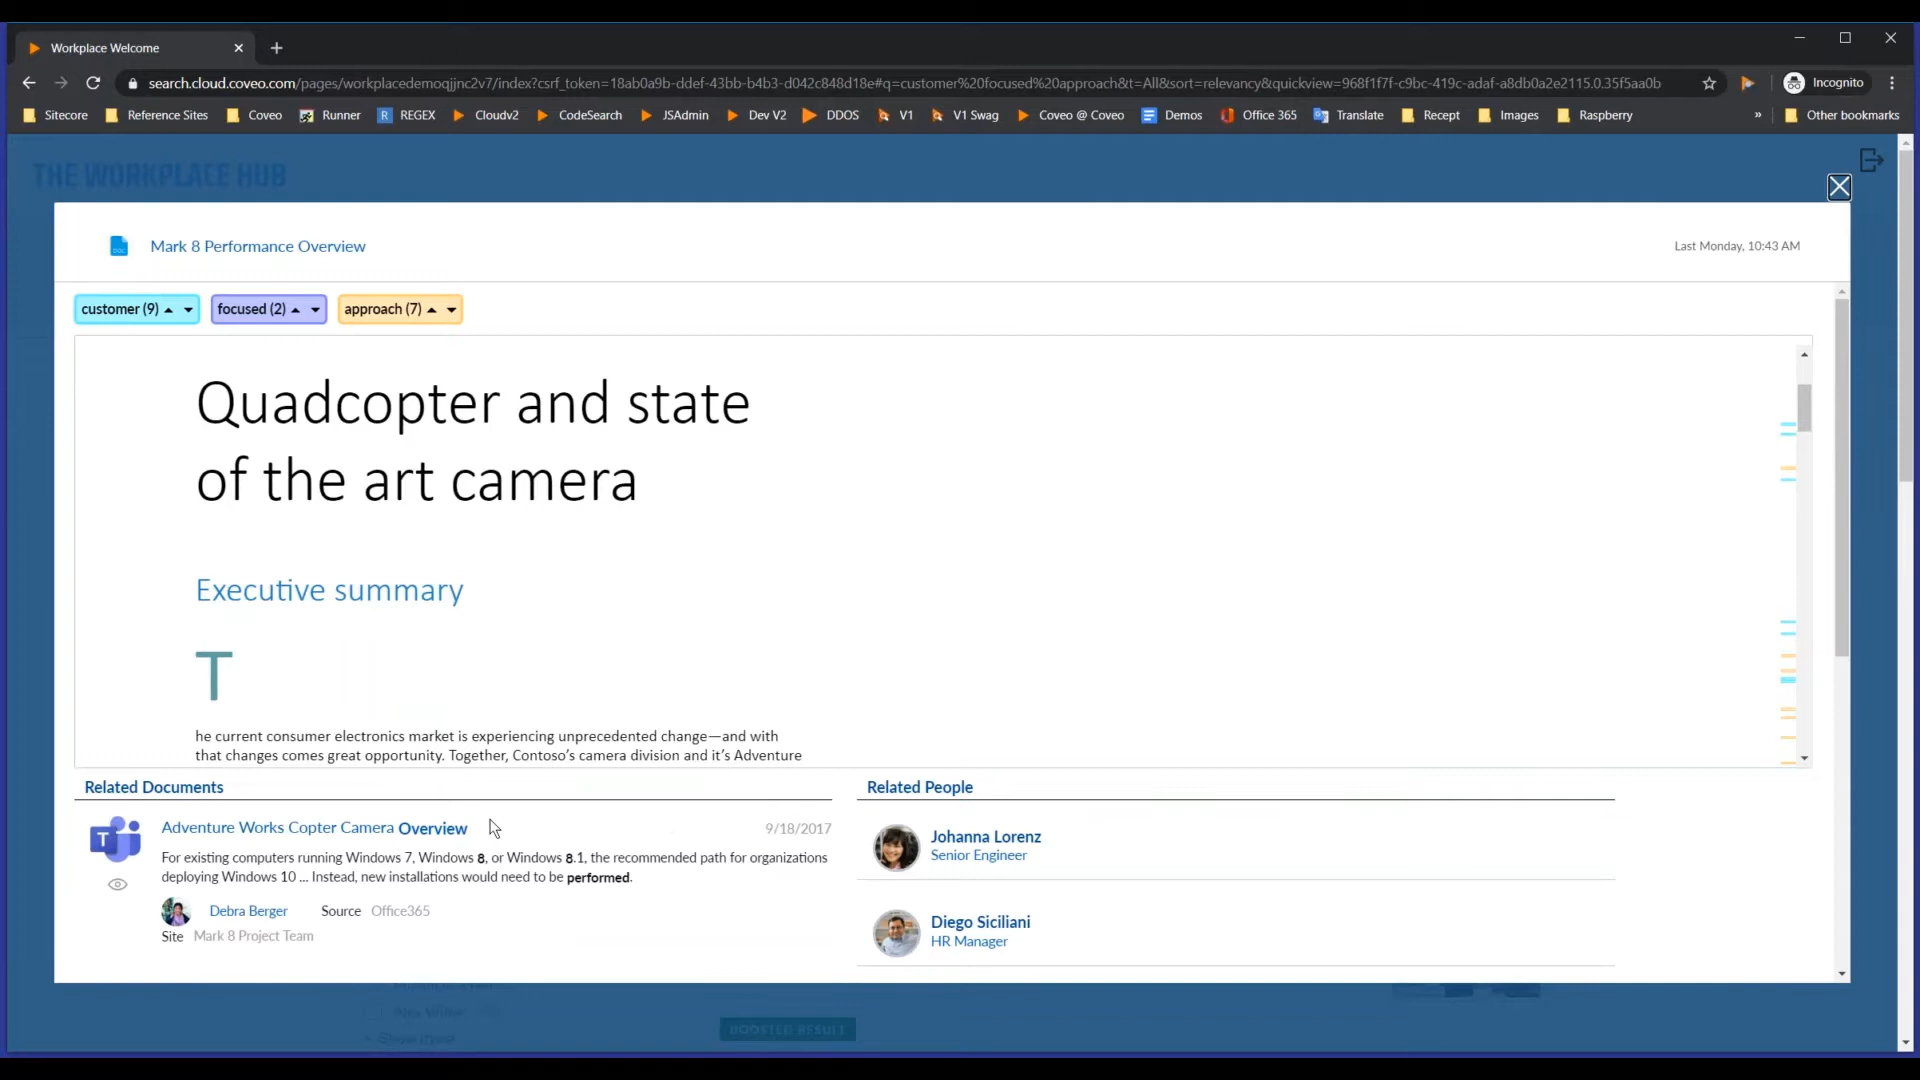 Workplace Welcome
search.cloud.coveo.com/pages/workplacedemoqjjnc2v7/index?csrf_token=18ab0a9b-ddef-43bb-b4b3-d042c848d18e#q=customer%20focused%20approach&t=All&sort=relevancy&quickview=968f1f7f-c9bc-419c-adaf-a8db0a2e2115.0.35f5aa0b
Incognito
Sitecore Reference Sites Coveo Runner R REGEX Cloudv2 CodeSearch JSAdmin Dev V2 DDOS V1 V1 Swag Coveo @ Coveo Demos Office 365 Translate Recept Images Raspberry » Other bookmarks
THE WORKPLACE HUB
Mark 8 Performance Overview
Last Monday, 10:43 AM
customer (9) focused (2) approach (7)
Quadcopter and state
of the art camera
Executive summary
T
he current consumer electronics market is experiencing unprecedented change—and with
that changes comes great opportunity. Together, Contoso's camera division and it's Adventure
Related Documents
T
Adventure Works Copter Camera Overview
9/18/2017
For existing computers running Windows 7, Windows 8, or Windows 8.1, the recommended path for organizations
deploying Windows 10 ... Instead, new installations would need to be performed.
Debra Berger Source Office365
Site Mark 8 Project Team
Related People
Johanna Lorenz
Senior Engineer
Diego Siciliani
HR Manager
BOOSTED RESULT